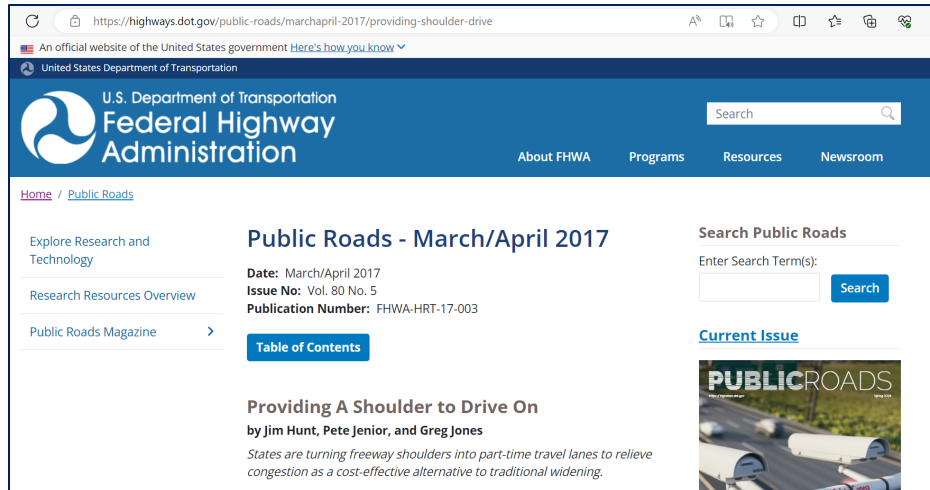 https://highways.dot.gov/public-roads/marchapril-2017/providing-shoulder-drive
An official website of the United States government Here's how you know
United States Department of Transportation
U.S. Department of Transportation
Federal Highway
Administration
Search
About FHWA Programs Resources Newsroom
Home / Public Roads
Explore Research and
Technology
Research Resources Overview
Public Roads Magazine
Public Roads - March/April 2017
Date: March/April 2017
Issue No: Vol. 80 No. 5
Publication Number: FHWA-HRT-17-003
Table of Contents
Providing A Shoulder to Drive On
by Jim Hunt, Pete Jenior, and Greg Jones
States are turning freeway shoulders into part-time travel lanes to relieve
congestion as a cost-effective alternative to traditional widening.
Search Public Roads
Enter Search Term(s):
Search
Current Issue
PUBLICROADS